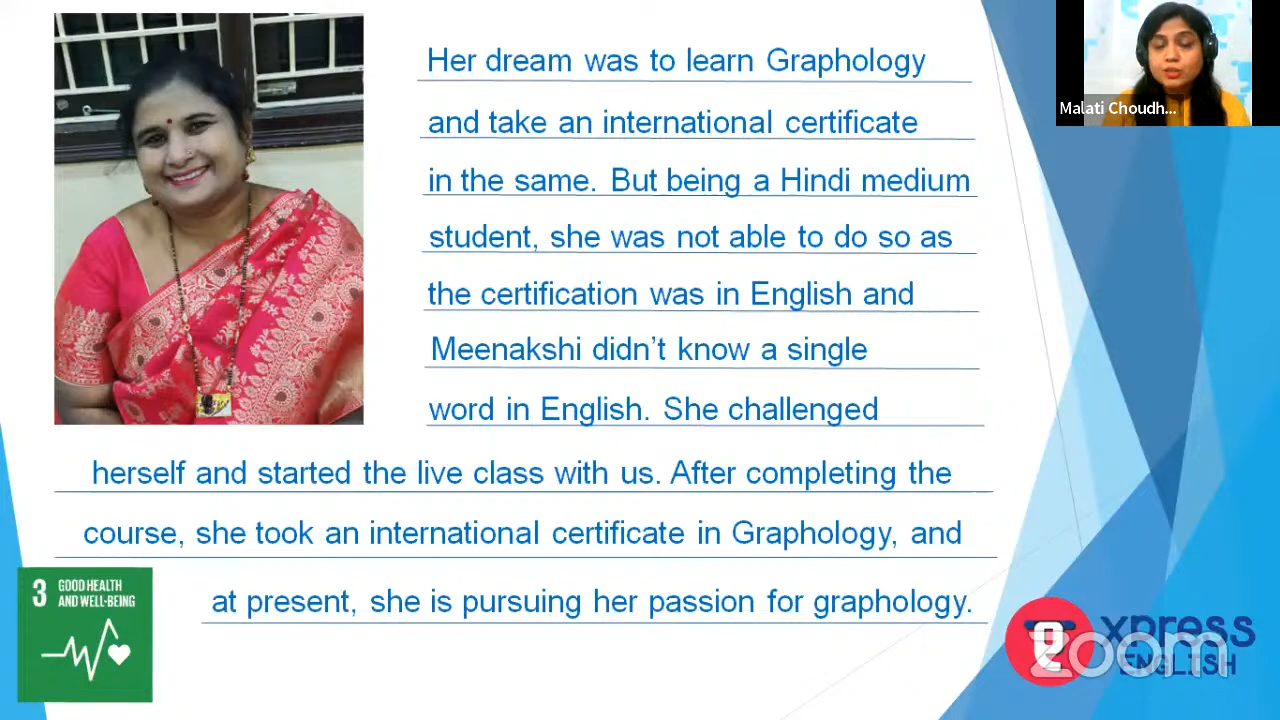 Her dream was to learn Graphology
and take an international certificate
in the same. But being a Hindi medium
student, she was not able to do so as
the certification was in English and
Meenakshi didn’t know a single
word in English. She challenged
herself and started the live class with us. After completing the
course, she took an international certificate in Graphology, and
at present, she is pursuing her passion for graphology.
Malati Choudh...
3 GOOD HEALTH
AND WELL-BEING
express
ENGLISH
zoom